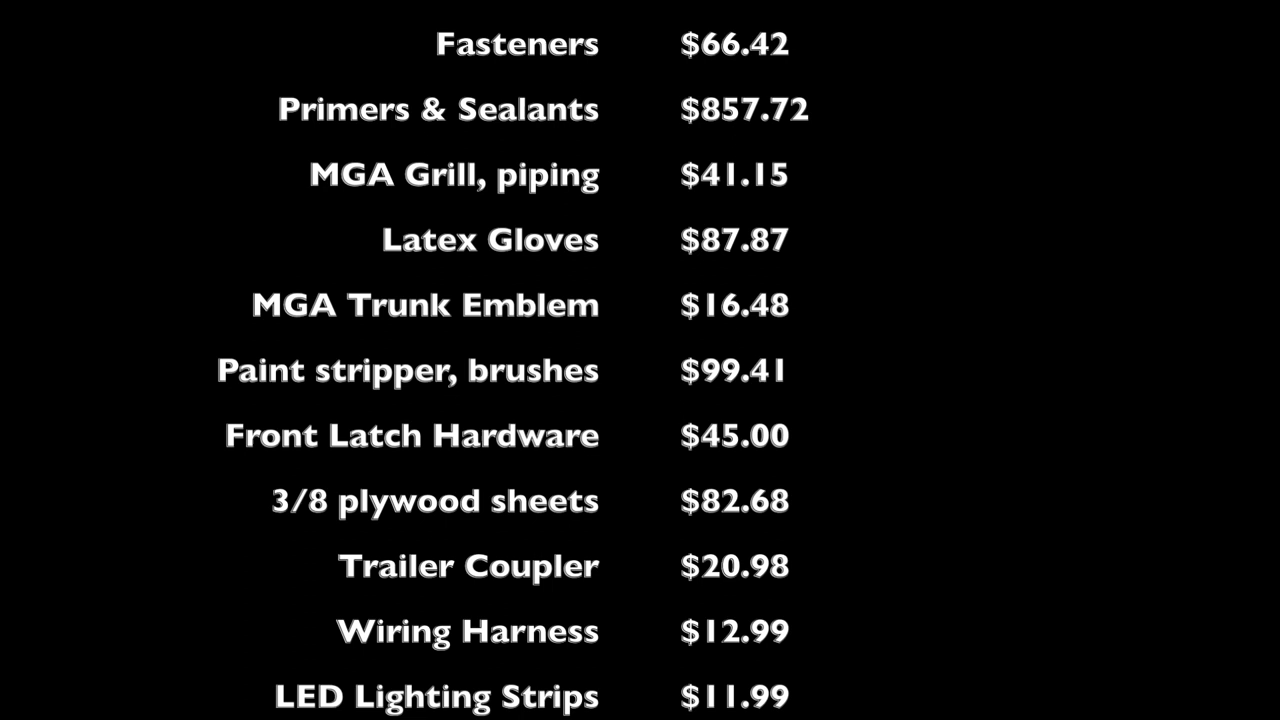 Fasteners $66.42
Primers & Sealants $857.72
MGA Grill, piping $41.15
Latex Gloves $87.87
MGA Trunk Emblem $16.48
Paint stripper, brushes $99.41
Front Latch Hardware $45.00
3/8 plywood sheets $82.68
Trailer Coupler $20.98
Wiring Harness $12.99
LED Lighting Strips $11.99